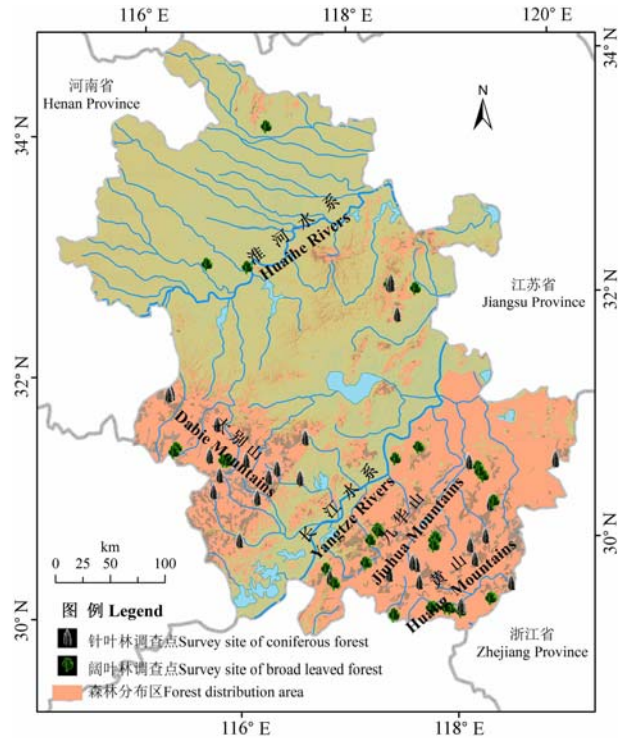 116° E
118° E
120° E
34° N
34° N
河南省
Henan Province
N
淮河水系
Huaihe Rivers
江苏省
Jiangsu Province
32° N
32° N
大别山
Dabie Mountains
长江水系
Yangtze Rivers
九华山
Jiuhua Mountains
黄山
Huang Mountains
30° N
30° N
km
0 25 50 100
图 例 Legend
针叶林调查点Survey site of coniferous forest
阔叶林调查点Survey site of broad leaved forest
森林分布区Forest distribution area
浙江省
Zhejiang Province
116° E
118° E